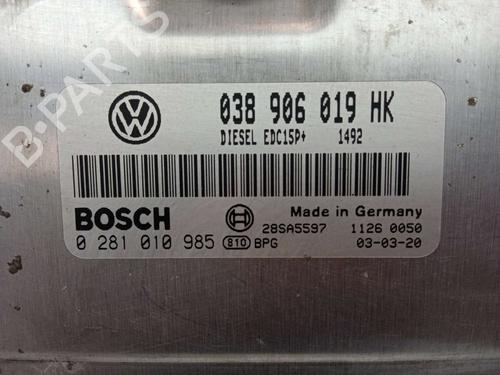 038 906 019 HK
DIESEL EDC15P+ 1492
BOSCH
Made in Germany
28SA5597 1126 0050
0 281 010 985 810 BPG 03-03-20
B-PARTS